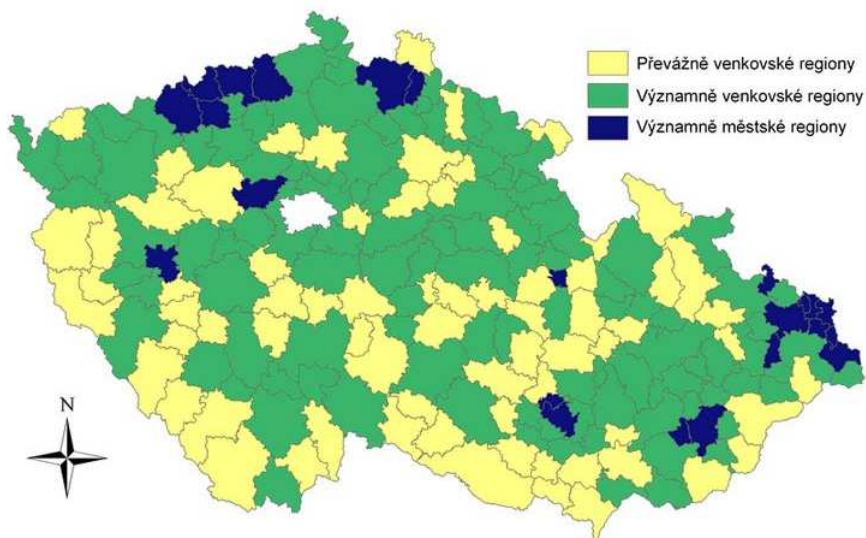 Převážně venkovské regiony
Významně venkovské regiony
Významně městské regiony
N